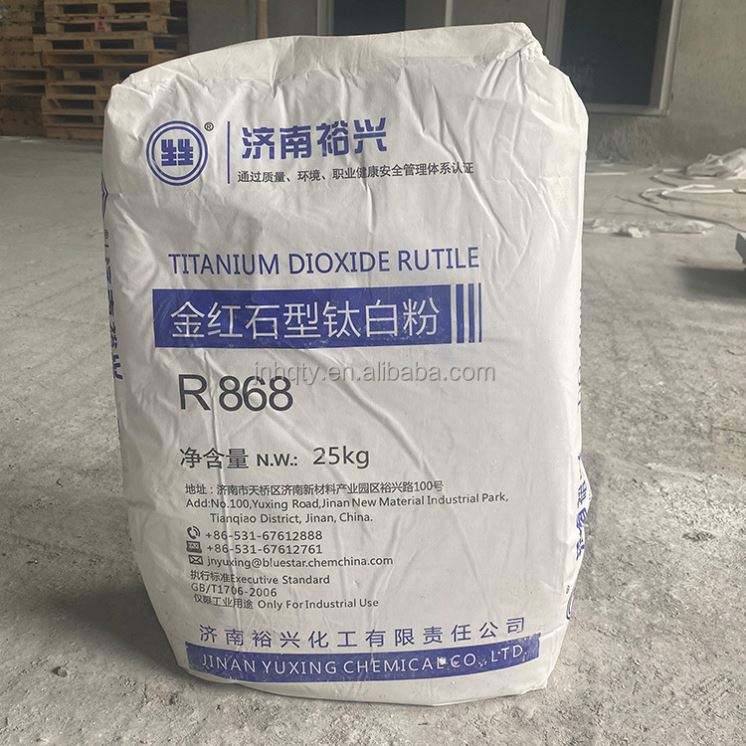 ®
济南裕兴
通过质量、环境、职业健康安全管理体系认证
TITANIUM DIOXIDE RUTILE
金红石型钛白粉
jnhqty.en.alibaba.com
R 868
净含量 N.W.: 25kg
地址:济南市天桥区济南新材料产业园区裕兴路100号
Add:No.100,Yuxing Road,Jinan New Material Industrial Park,
Tianqiao District, Jinan, China.
+86-531-67612888
+86-531-67612761
jnyuxing@bluestar.chemchina.com
执行标准Executive Standard
GB/T1706-2006
仅限工业用途 Only For Industrial Use
济南裕兴化工有限责任公司
JINAN YUXING CHEMICAL CO., LTD.